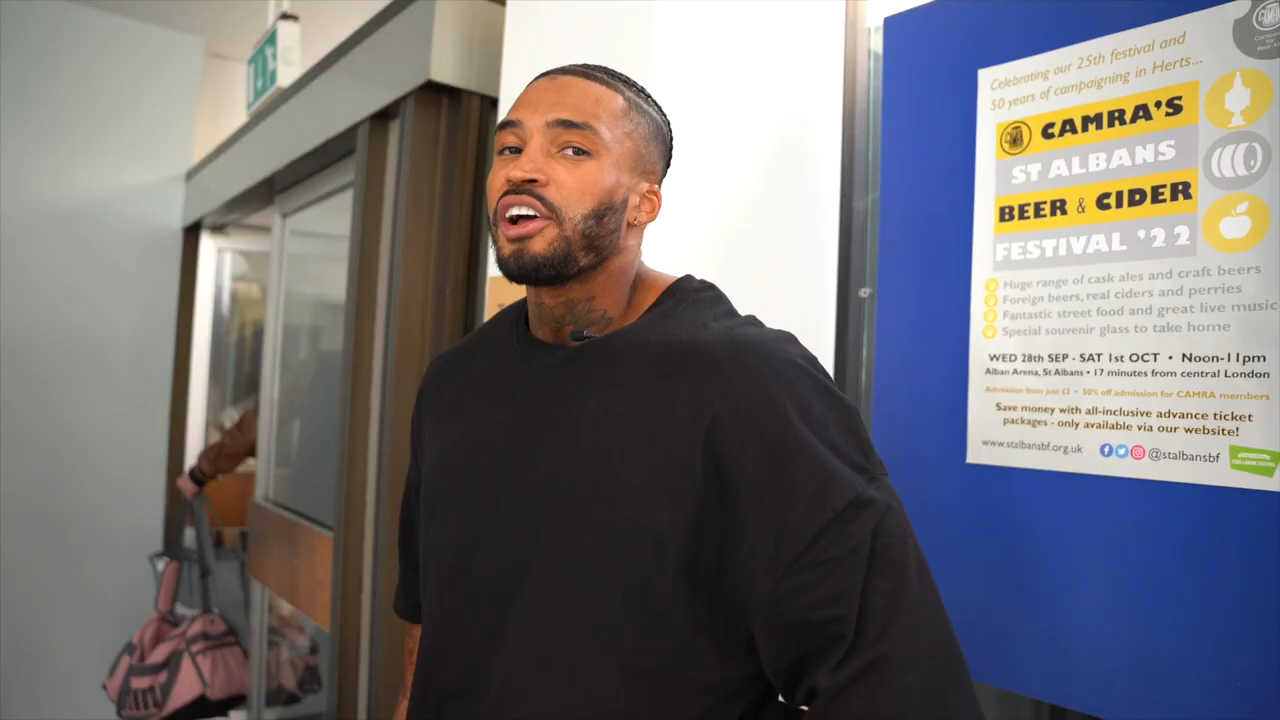 Celebrating our 25th festival and
50 years of campaigning in Herts...
CAMRA'S
ST ALBANS
BEER & CIDER
FESTIVAL '22
Huge range of cask ales and craft beers
Foreign beers, real ciders and perries
Fantastic street food and great live music
Special souvenir glass to take home
WED 28th SEP - SAT 1st OCT • Noon-11pm
Alban Arena, St Albans • 17 minutes from central London
Admission from just £2 • 50% off admission for CAMRA members
Save money with all-inclusive advance ticket
packages - only available via our website!
www.stalbansbf.org.uk
@stalbansbf